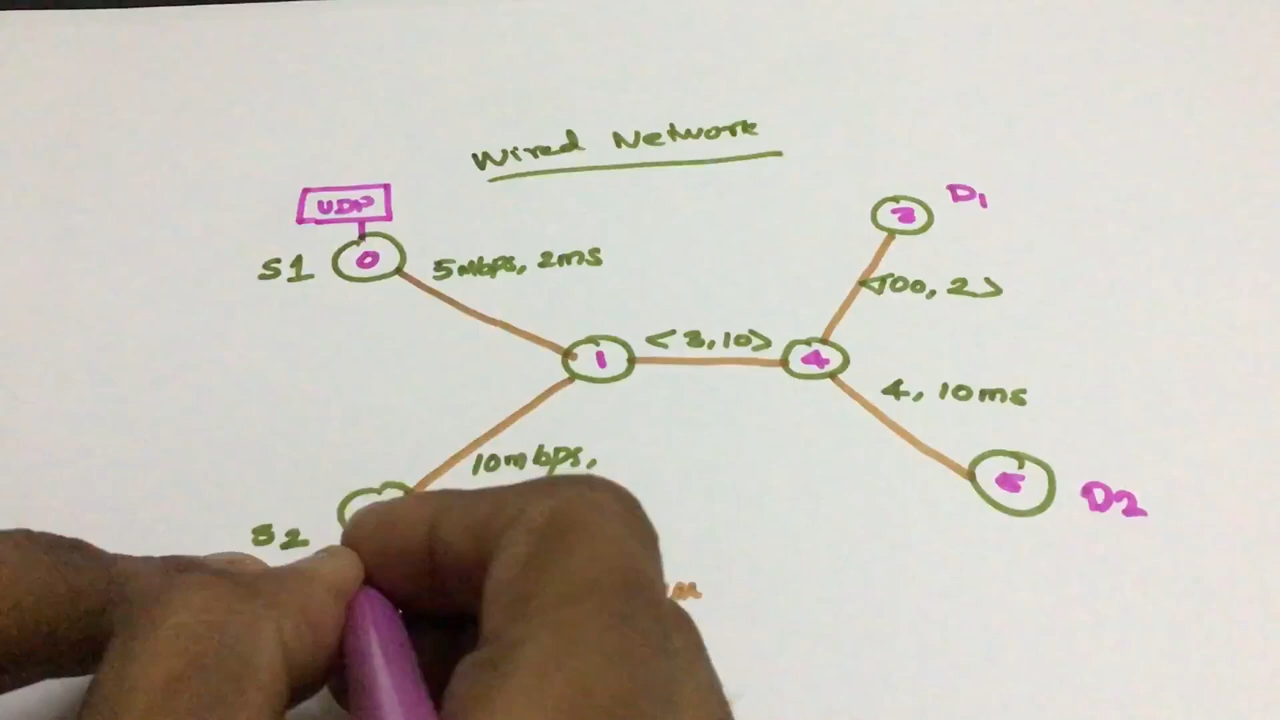 Wired Network
UDP
S1
0
5Mbps, 2ms
3
D1
<100, 2>
1
<3,10>
4
4, 10ms
10mbps,
5
D2
S2